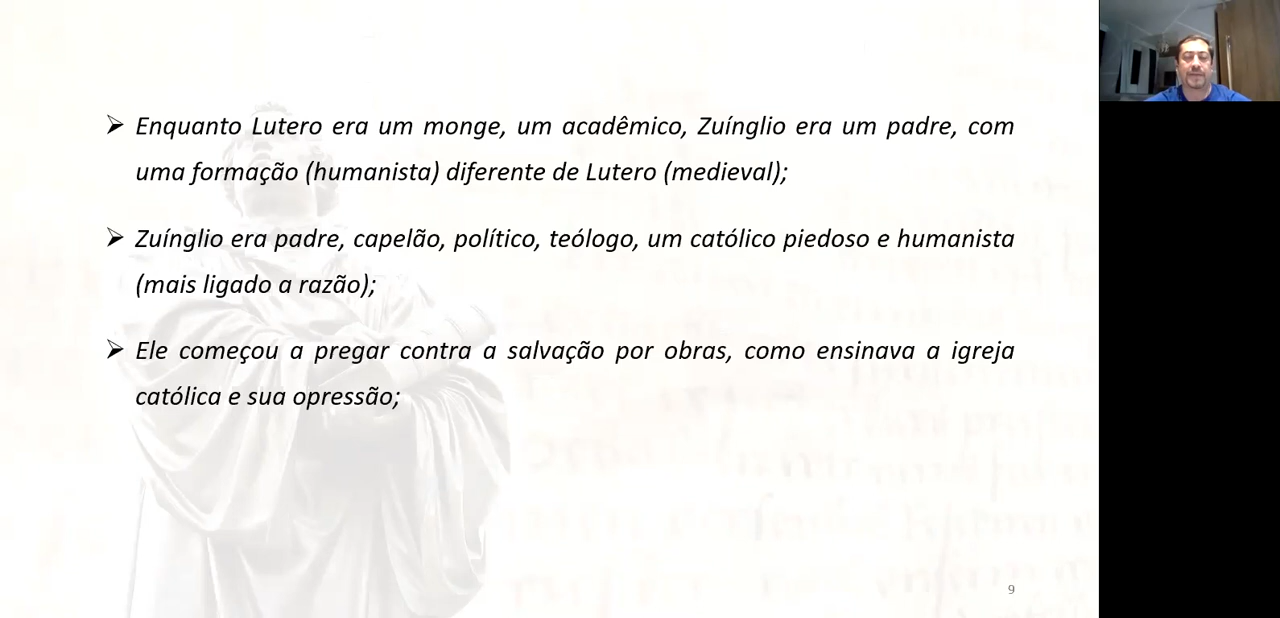 ➢ Enquanto Lutero era um monge, um acadêmico, Zuínglio era um padre, com
uma formação (humanista) diferente de Lutero (medieval);
➢ Zuínglio era padre, capelão, político, teólogo, um católico piedoso e humanista
(mais ligado a razão);
➢ Ele começou a pregar contra a salvação por obras, como ensinava a igreja
católica e sua opressão;
9